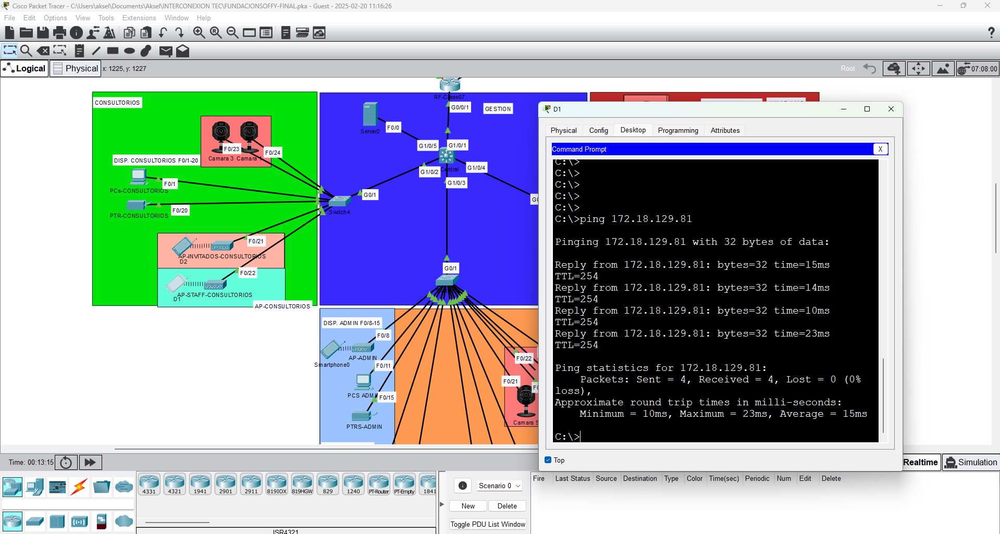 Cisco Packet Tracer - C:\Users\aksel\Documents\Aksel\INTERCONEXION TEC\FUNDACIONSOFFY-FINAL.pka - Guest - 2025-02-20 11:16:26
File Edit Options View Tools Extensions Window Help
?
Logical Physical x: 1225, y: 1227 Root 07:08:00
CONSULTORIOS
RF-Clase07
G0/0/1
GESTION
Server2
F0/0
G1/0/5
G1/0/1
F0/23
F0/24
Camara 3
DISP. CONSULTORIOS F0/1-20
G1/0/2
Central
G1/0/4
F0/1
G1/0/3
PCs-CONSULTORIOS
G0/1
F0/20
PTR-CONSULTORIOS
Switch4
F0/21
AP-INVITADOS-CONSULTORIOS
D2
G0/1
F0/22
AP-STAFF-CONSULTORIOS
D1
AP-CONSULTORIOS
DISP. ADMIN F0/8-15
F0/8
AP-ADMIN
Smartphone0
F0/11
F0/22
F0/21
PCS ADMIN
F0/15
Camara 5
PTRS-ADMIN
D1
Physical Config Desktop Programming Attributes
Command Prompt X
C:\>
C:\>
C:\>
C:\>
C:\>
C:\>ping 172.18.129.81
Pinging 172.18.129.81 with 32 bytes of data:
Reply from 172.18.129.81: bytes=32 time=15ms
TTL=254
Reply from 172.18.129.81: bytes=32 time=14ms
TTL=254
Reply from 172.18.129.81: bytes=32 time=10ms
TTL=254
Reply from 172.18.129.81: bytes=32 time=23ms
TTL=254
Ping statistics for 172.18.129.81:
Packets: Sent = 4, Received = 4, Lost = 0 (0%
loss),
Approximate round trip times in milli-seconds:
Minimum = 10ms, Maximum = 23ms, Average = 15ms
C:\>
Top
Time: 00:13:15 Realtime Simulation
4331 4321 1941 2901 2911 819IOX 819HGW 829 1240 PT-Router PT-Empty 1841
ISR4321
Scenario 0
New Delete
Toggle PDU List Window
Fire Last Status Source Destination Type Color Time(sec) Periodic Num Edit Delete